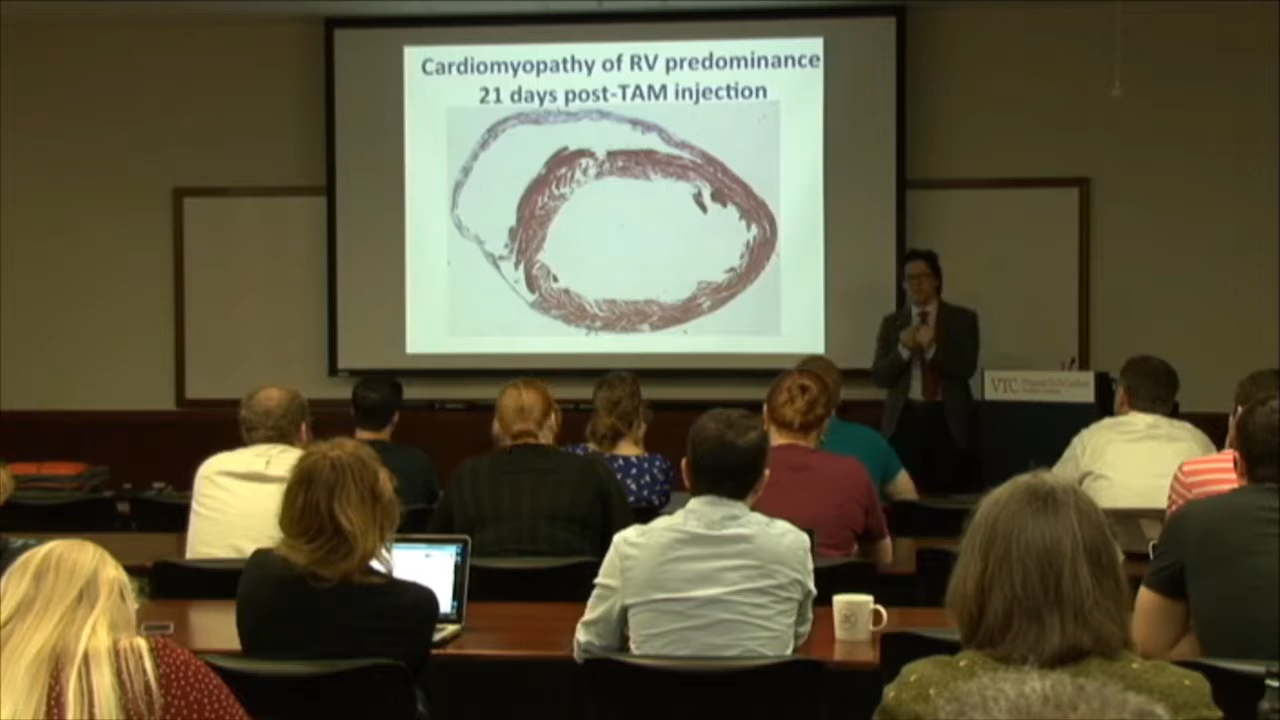 Cardiomyopathy of RV predominance
21 days post-TAM injection
VTC